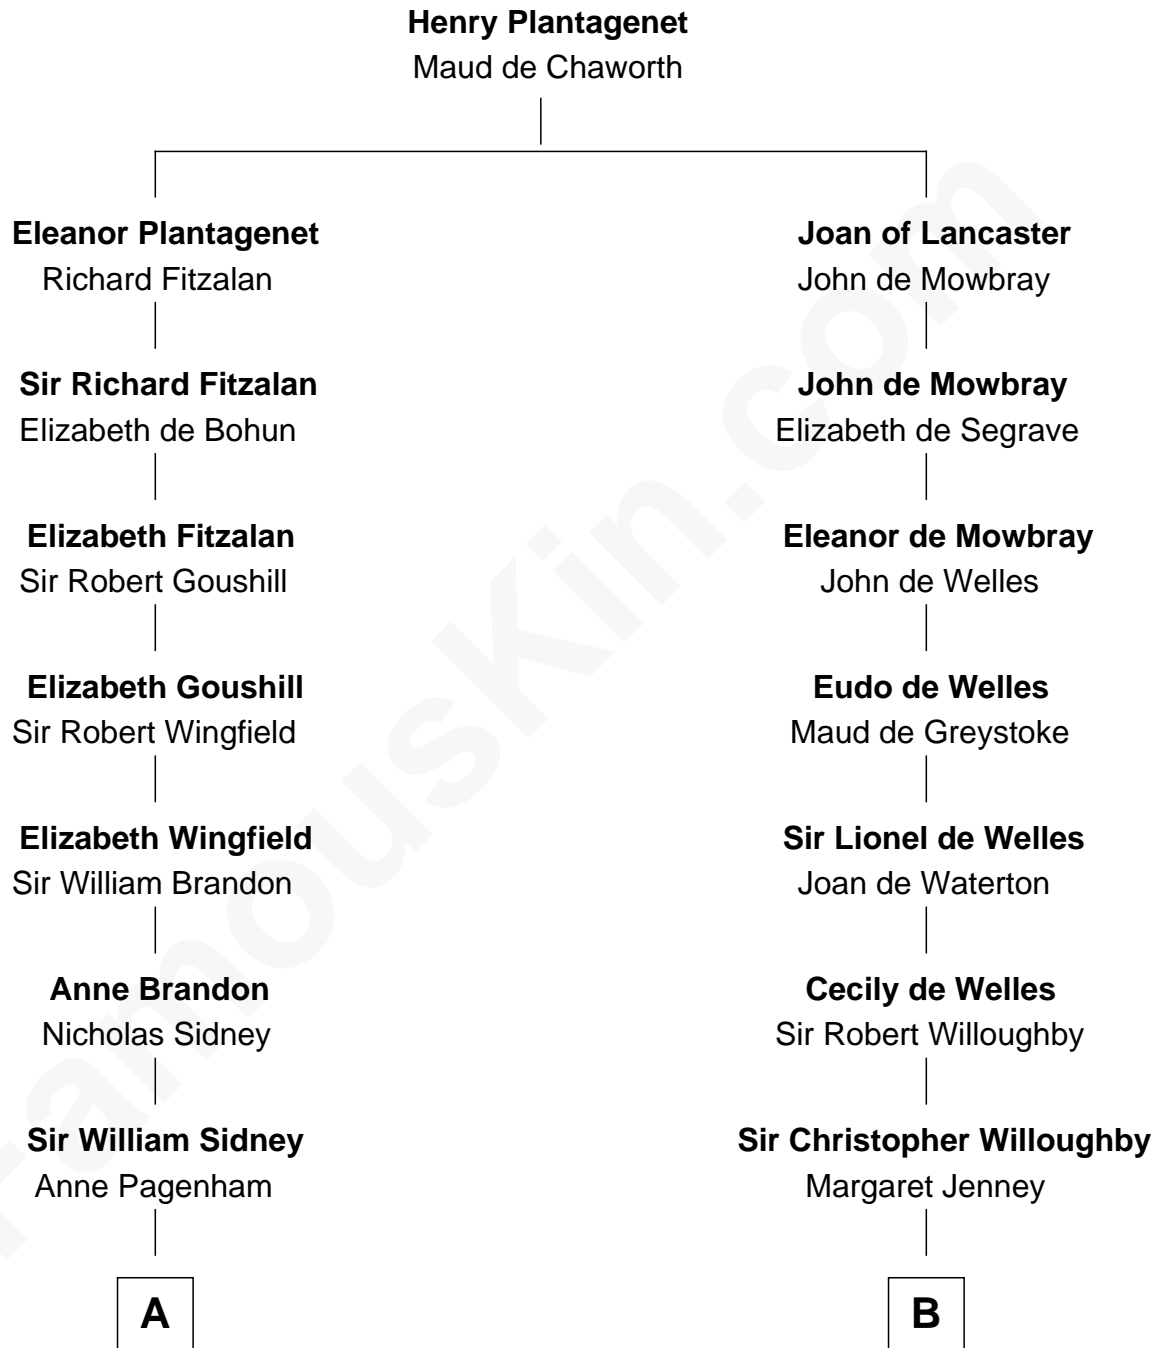 Henry Plantagenet
Maud de Chaworth
Eleanor Plantagenet
Richard Fitzalan
Joan of Lancaster
John de Mowbray
Sir Richard Fitzalan
Elizabeth de Bohun
John de Mowbray
Elizabeth de Segrave
Elizabeth Fitzalan
Sir Robert Goushill
Eleanor de Mowbray
John de Welles
Elizabeth Goushill
Sir Robert Wingfield
Eudo de Welles
Maud de Greystoke
Elizabeth Wingfield
Sir William Brandon
Sir Lionel de Welles
Joan de Waterton
Anne Brandon
Nicholas Sidney
Cecily de Welles
Sir Robert Willoughby
Sir William Sidney
Anne Pagenham
Sir Christopher Willoughby
Margaret Jenney
A
B
FamousKin.com